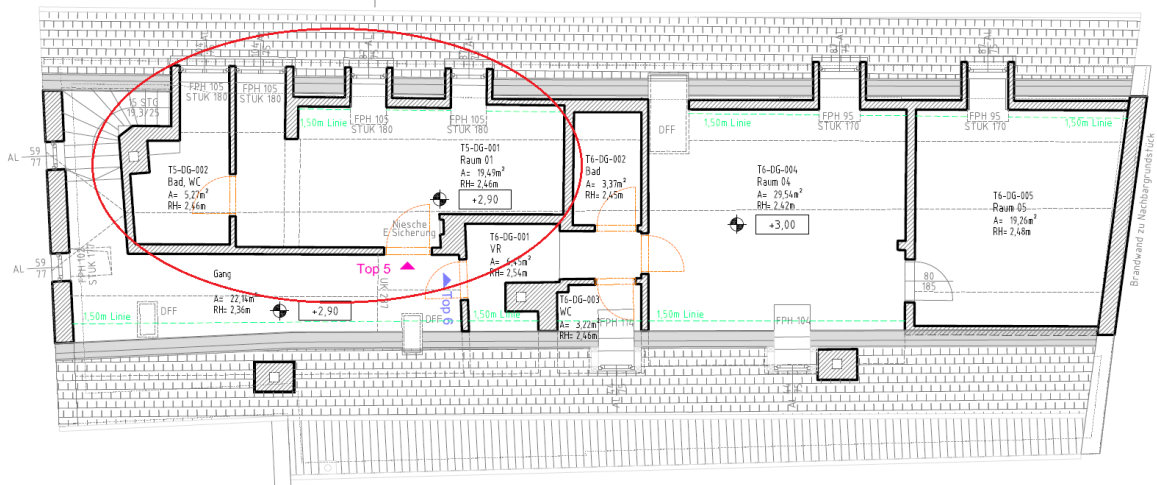 FPH 105
STUK 180
FPH 105
STUK 180
15 STG
19,3/25
1,50m Linie
FPH 105
STUK 180
FPH 105
STUK 180
DFF
1,50m Linie
FPH 95
STUK 170
FPH 95
STUK 170
1,50m Linie
AL 59
77
T5-DG-002
Bad, WC
A= 5,27m²
RH= 2,46m
T5-DG-001
Raum 01
A= 19,49m²
RH= 2,46m
+2,90
T6-DG-002
Bad
A= 3,37m²
RH= 2,45m
T6-DG-004
Raum 04
A= 29,54m²
RH= 2,42m
+3,00
T6-DG-005
Raum 05
A= 19,26m²
RH= 2,48m
Brandwand zu Nachbargrundstück
Niesche
E Sicherung
T6-DG-001
VR
RH= 2,54m
AL 59
77
Top 5
Top 6
Gang
A= 22,14m²
RH= 2,36m
+2,90
80
185
T6-DG-003
WC
A= 3,22m²
RH= 2,46m
1,50m Linie
DFF
DFF
1,50m Linie
FPH 114
1,50m Linie
FPH 104